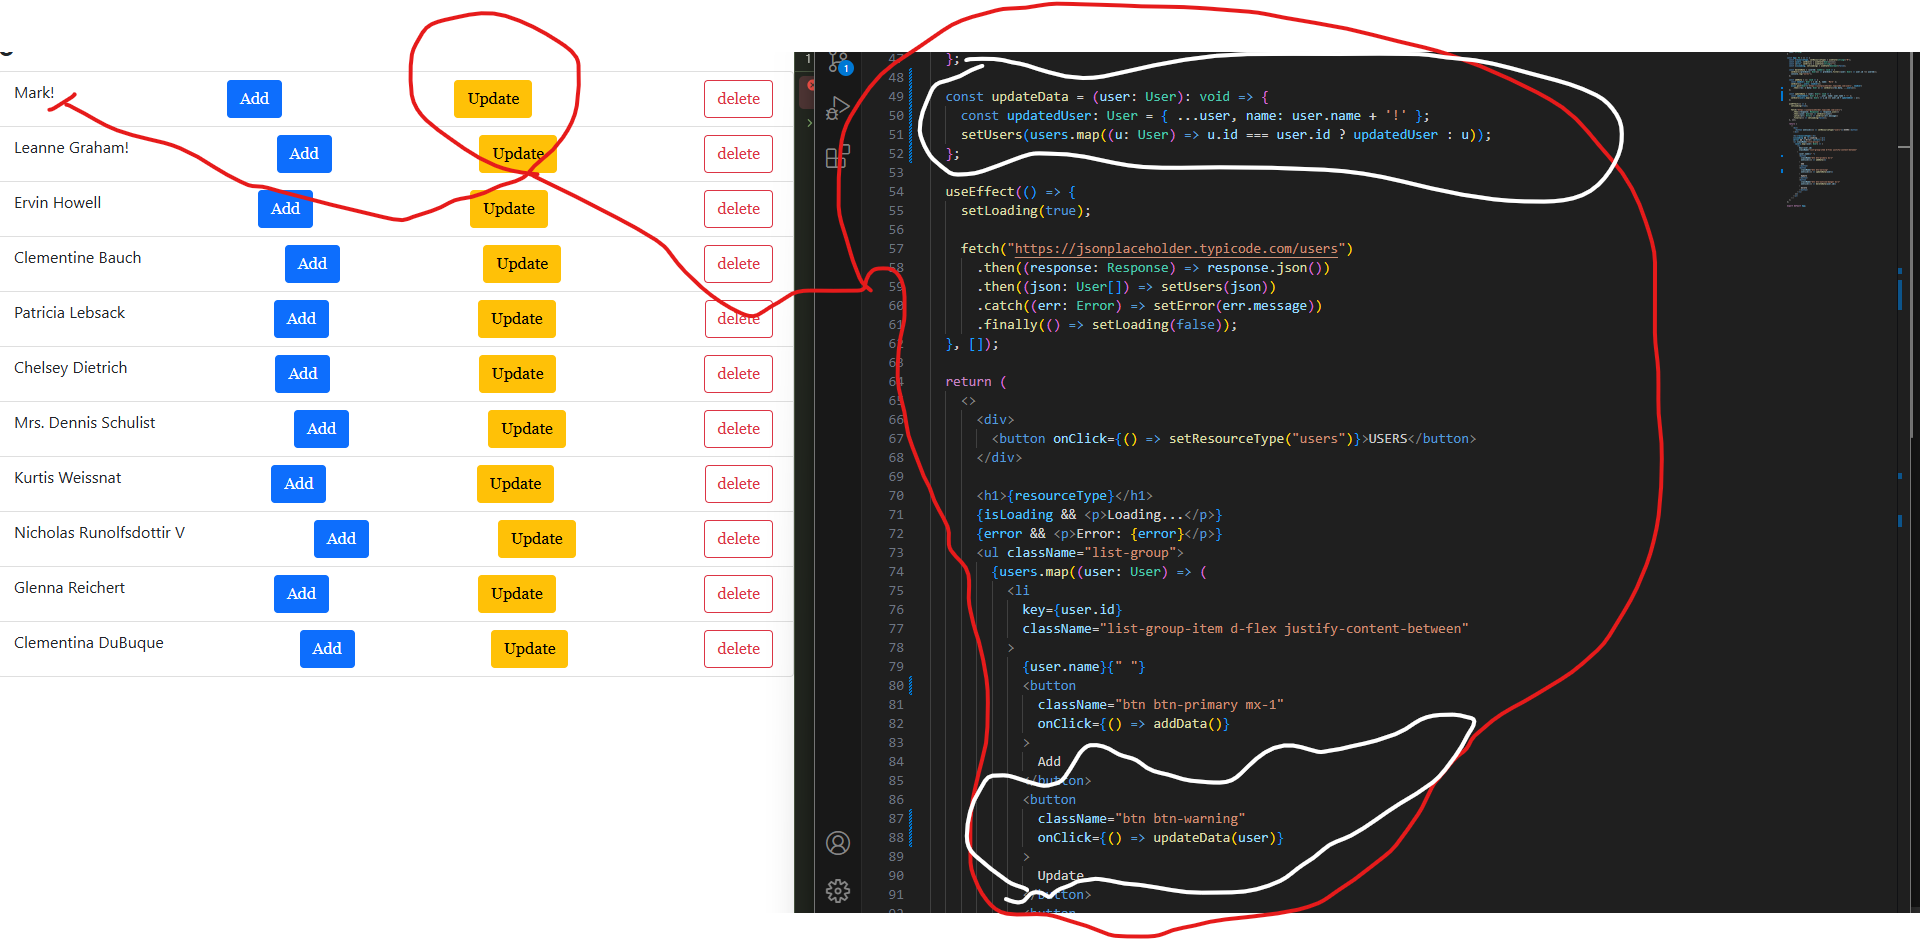 Mark! Add Update delete
Leanne Graham! Add Update delete
Ervin Howell Add Update delete
Clementine Bauch Add Update delete
Patricia Lebsack Add Update delete
Chelsey Dietrich Add Update delete
Mrs. Dennis Schulist Add Update delete
Kurtis Weissnat Add Update delete
Nicholas Runolfsdottir V Add Update delete
Glenna Reichert Add Update delete
Clementina DuBuque Add Update delete
1
1
47 };
48
49 const updateData = (user: User): void => {
50 const updatedUser: User = { ...user, name: user.name + '!' };
51 setUsers(users.map((u: User) => u.id === user.id ? updatedUser : u));
52 };
53
54 useEffect(() => {
55 setLoading(true);
56
57 fetch("https://jsonplaceholder.typicode.com/users")
58 .then((response: Response) => response.json())
59 .then((json: User[]) => setUsers(json))
60 .catch((err: Error) => setError(err.message))
61 .finally(() => setLoading(false));
62 }, []);
63
64 return (
65 <>
66 <div>
67 <button onClick={() => setResourceType("users")}>USERS</button>
68 </div>
69
70 <h1>{resourceType}</h1>
71 {isLoading && <p>Loading...</p>}
72 {error && <p>Error: {error}</p>}
73 <ul className="list-group">
74 {users.map((user: User) => (
75 <li
76 key={user.id}
77 className="list-group-item d-flex justify-content-between"
78 >
79 {user.name}{" "}
80 <button
81 className="btn btn-primary mx-1"
82 onClick={() => addData()}
83 >
84 Add
85 </button>
86 <button
87 className="btn btn-warning"
88 onClick={() => updateData(user)}
89 >
90 Update
91 </button>
92 <button